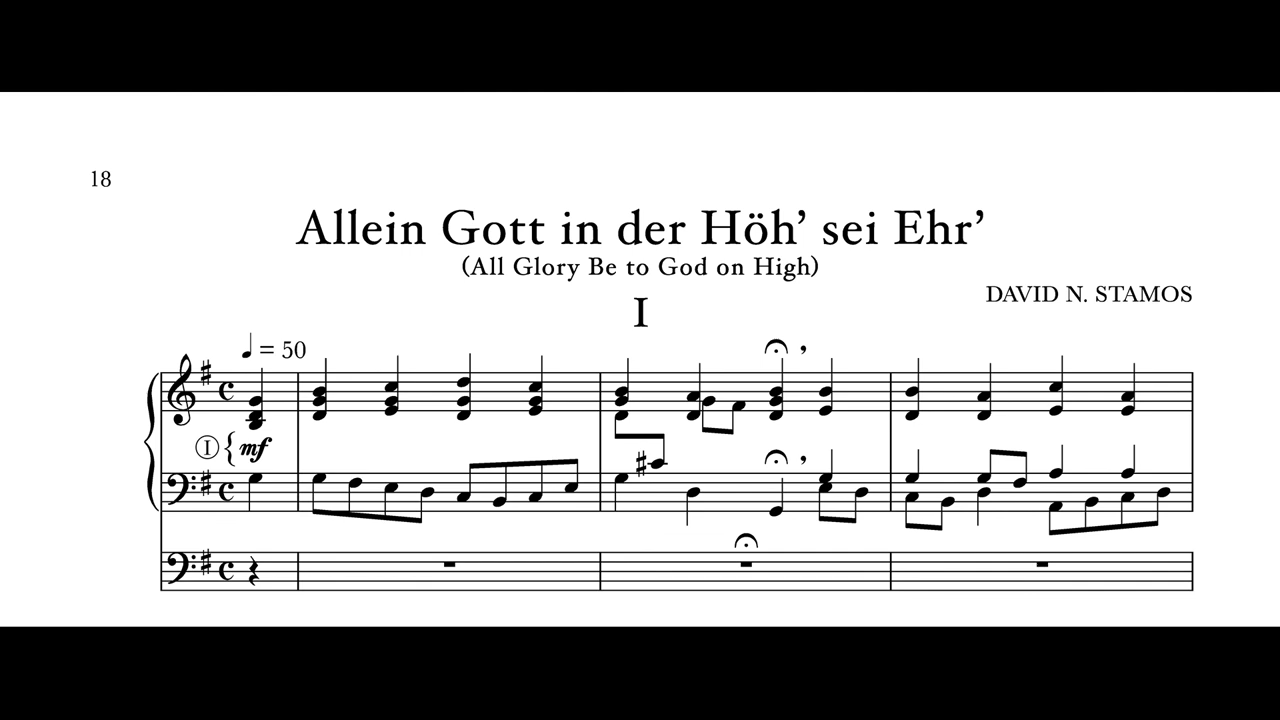 18
Allein Gott in der Höh’ sei Ehr’
(All Glory Be to God on High)
DAVID N. STAMOS
I
= 50
I
mf